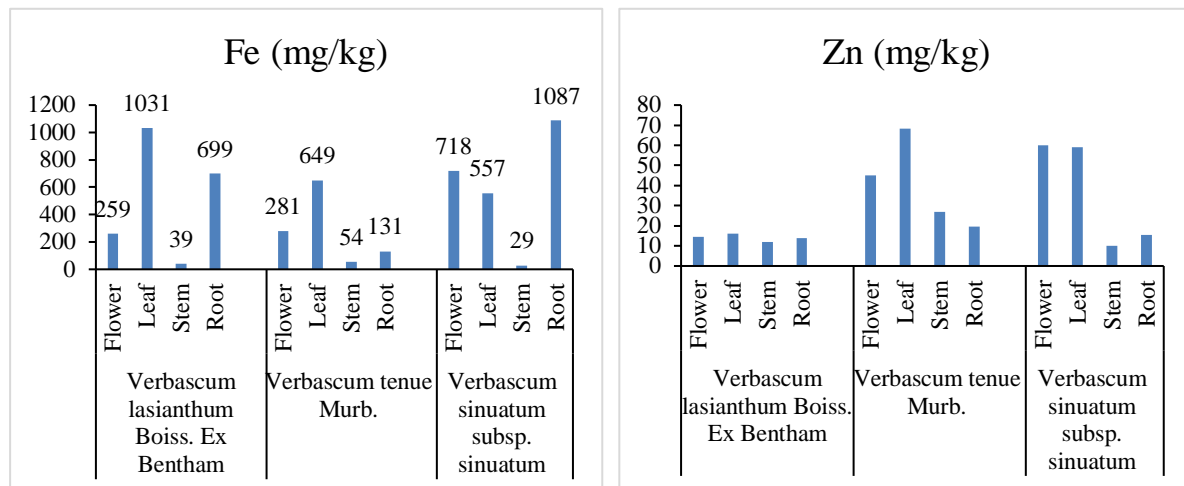 Fe (mg/kg)
1200
1000
800
600
400
200
0
259
1031
39
699
281
649
54
131
718
557
29
1087
Flower
Leaf
Stem
Root
Flower
Leaf
Stem
Root
Flower
Leaf
Stem
Root
Verbascum
lasianthum
Boiss. Ex
Bentham
Verbascum tenue
Murb.
Verbascum
sinuatum
subsp.
sinuatum
Zn (mg/kg)
80
70
60
50
40
30
20
10
0
Flower
Leaf
Stem
Root
Flower
Leaf
Stem
Root
Flower
Leaf
Stem
Root
Verbascum
lasianthum Boiss.
Ex Bentham
Verbascum tenue
Murb.
Verbascum
sinuatum
subsp.
sinuatum